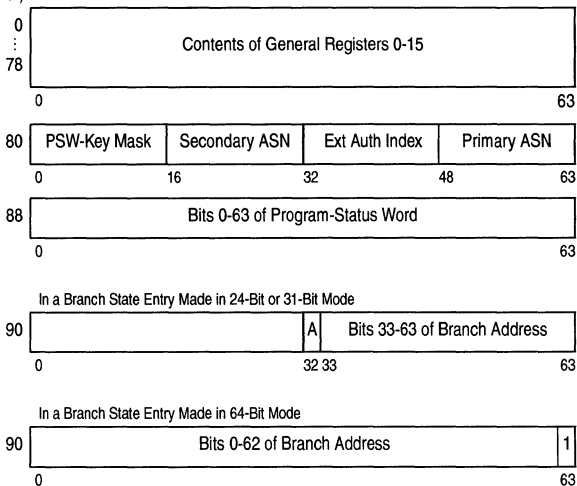 0
Contents of General Registers 0-15
⋮
78
0 63
80 PSW-Key Mask Secondary ASN Ext Auth Index Primary ASN
0 16 32 48 63
88 Bits 0-63 of Program-Status Word
0 63
In a Branch State Entry Made in 24-Bit or 31-Bit Mode
90 A Bits 33-63 of Branch Address
0 32 33 63
In a Branch State Entry Made in 64-Bit Mode
90 Bits 0-62 of Branch Address 1
0 63